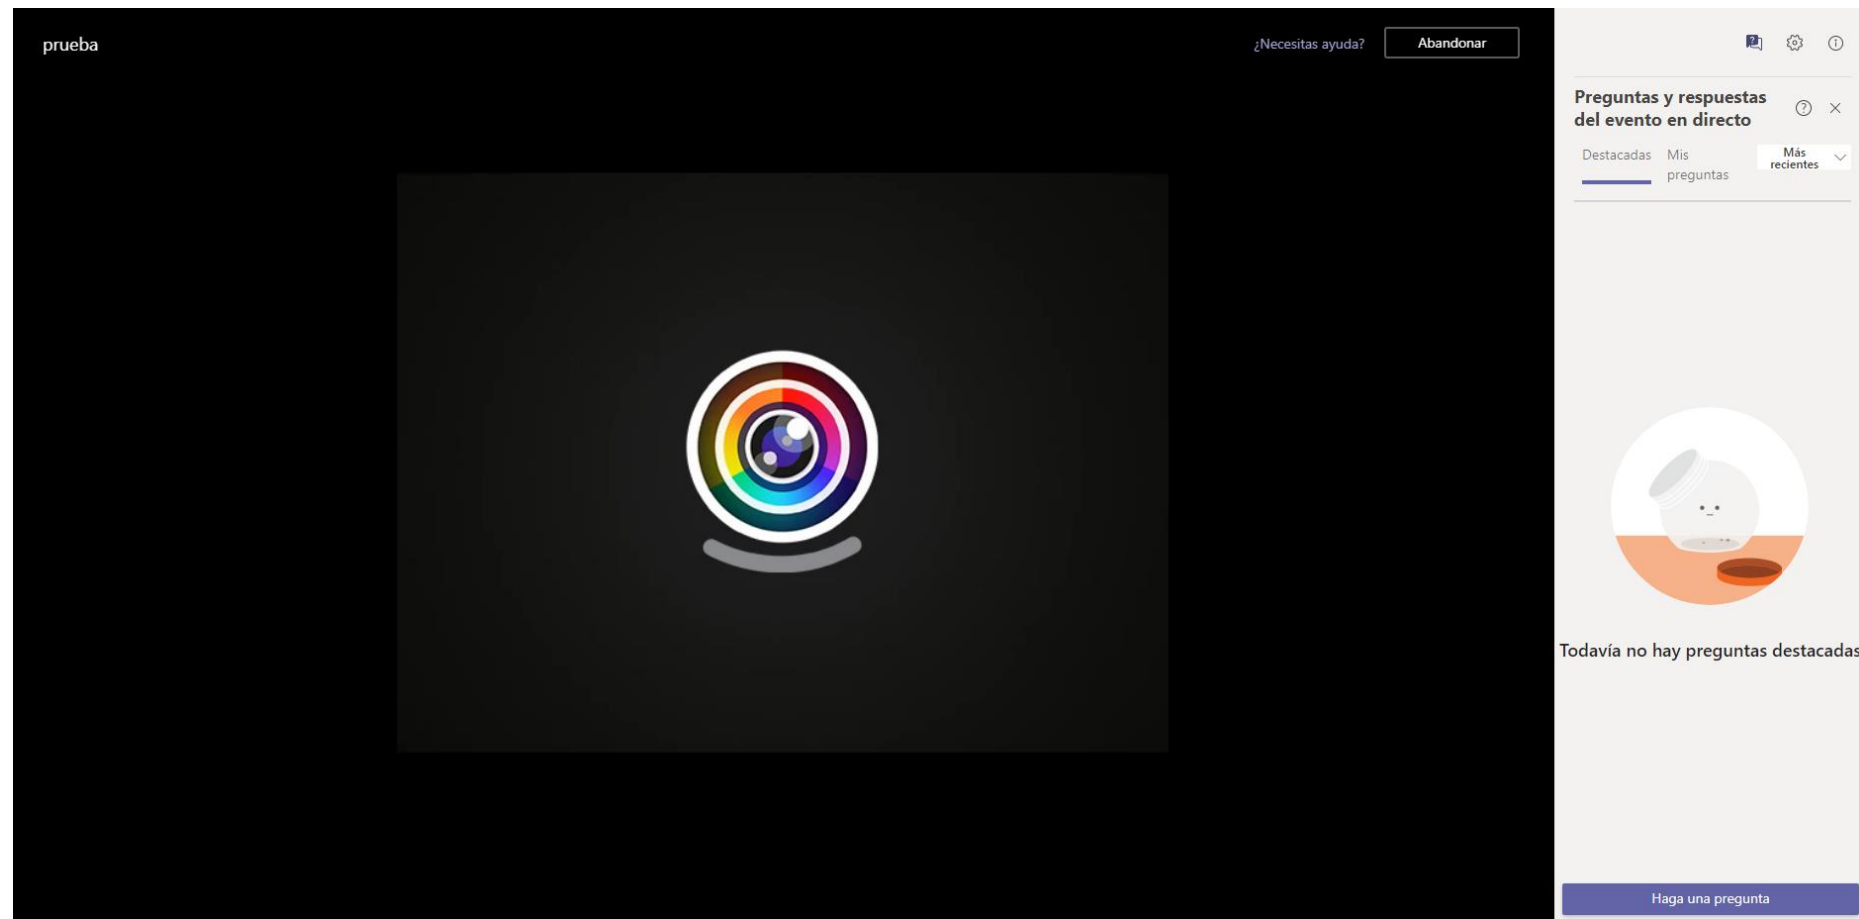 prueba
¿Necesitas ayuda?
Abandonar
Preguntas y respuestas
del evento en directo
Destacadas
Mis
preguntas
Más
recientes
Todavía no hay preguntas destacadas
Haga una pregunta